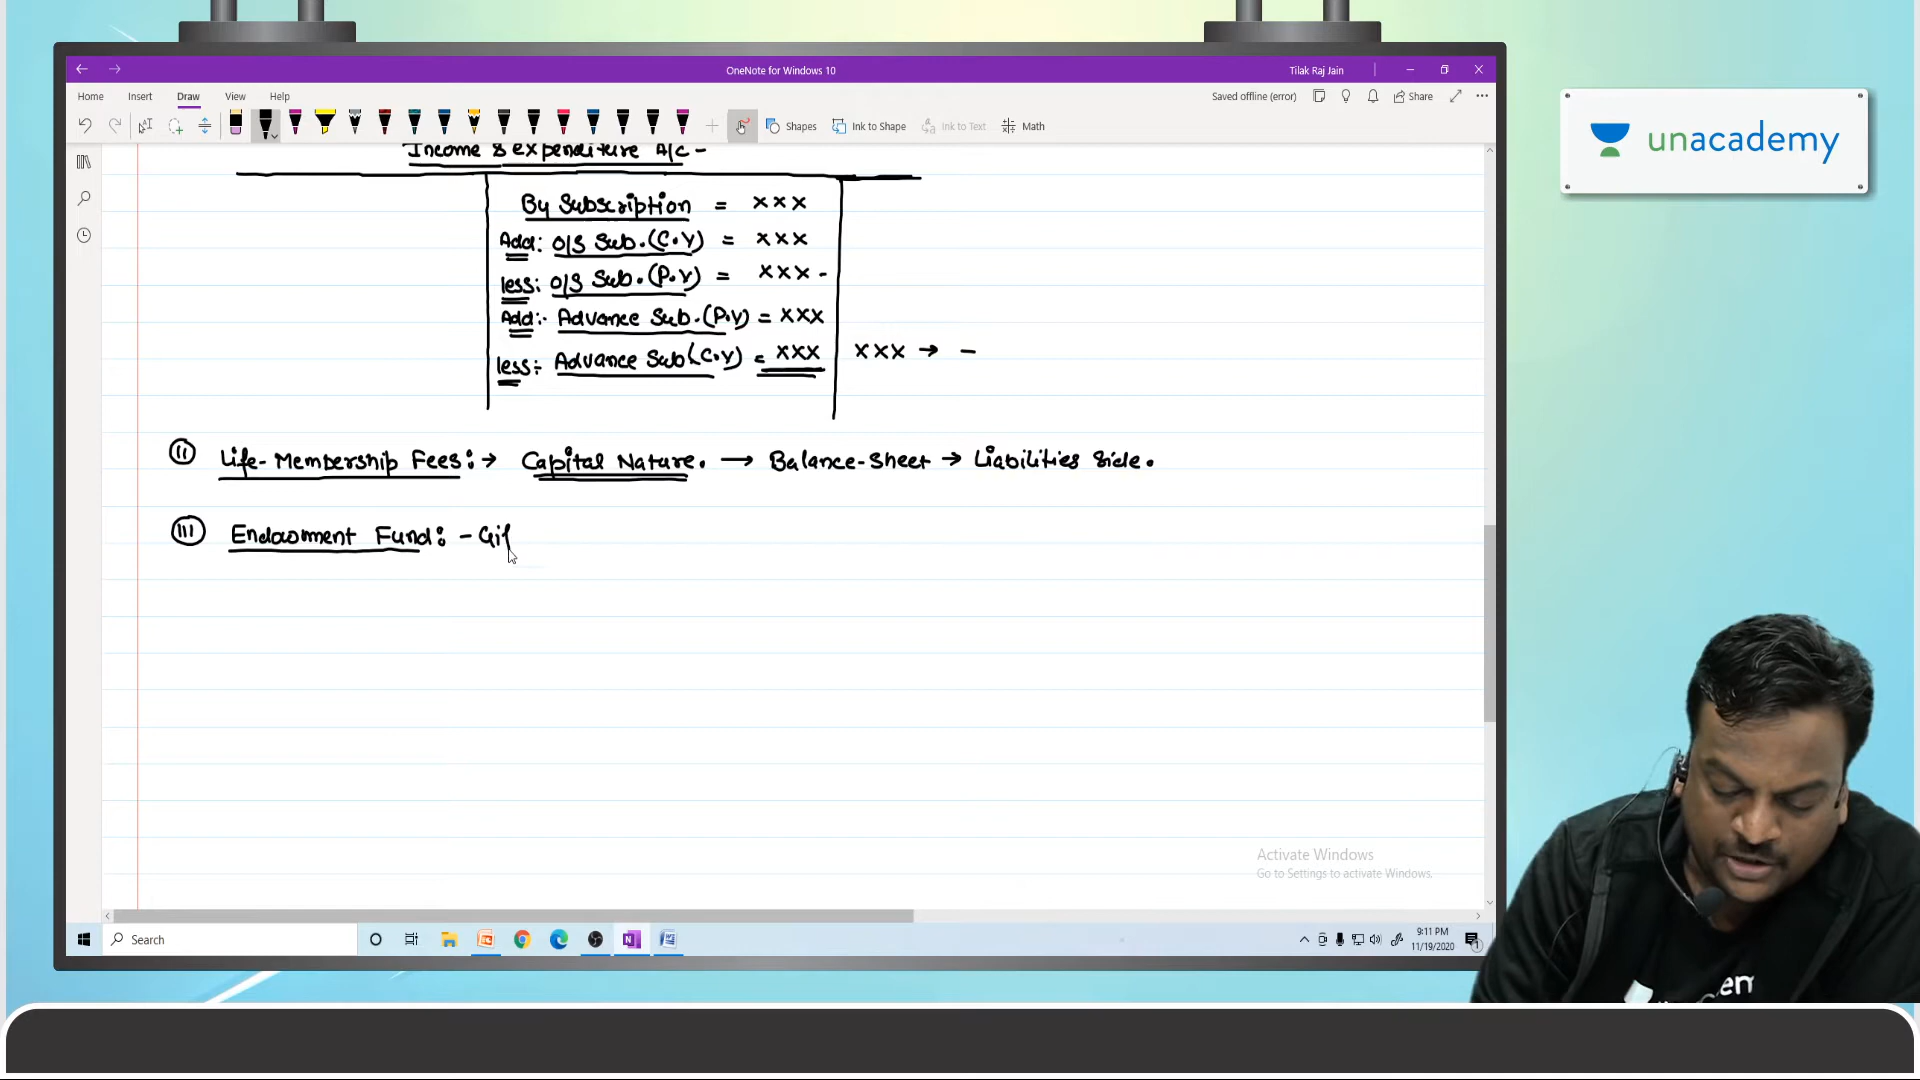 OneNote for Windows 10
Tilak Raj Jain
Home Insert Draw View Help
Saved offline (error) Share
Shapes Ink to Shape Ink to Text Math
Income & expenditure A/c -
By Subscription = xxx
Add: O/S Sub. (C.Y) = xxx
less: O/S Sub. (P.Y) = xxx -
Add:- Advance Sub. (P.Y) = xxx
less:- Advance Sub (C.Y) = xxx xxx → -
(II) Life-Membership Fees:→ Capital Nature. → Balance-Sheet → Liabilities Side.
(III) Endowment Fund: - Gif
Activate Windows
Go to Settings to activate Windows.
Search
9:11 PM
11/19/2020
1
unacademy